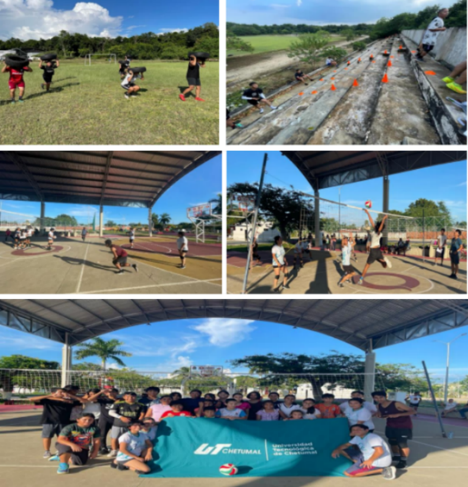 UT
CHETUMAL
Universidad
Tecnológica
de Chetumal